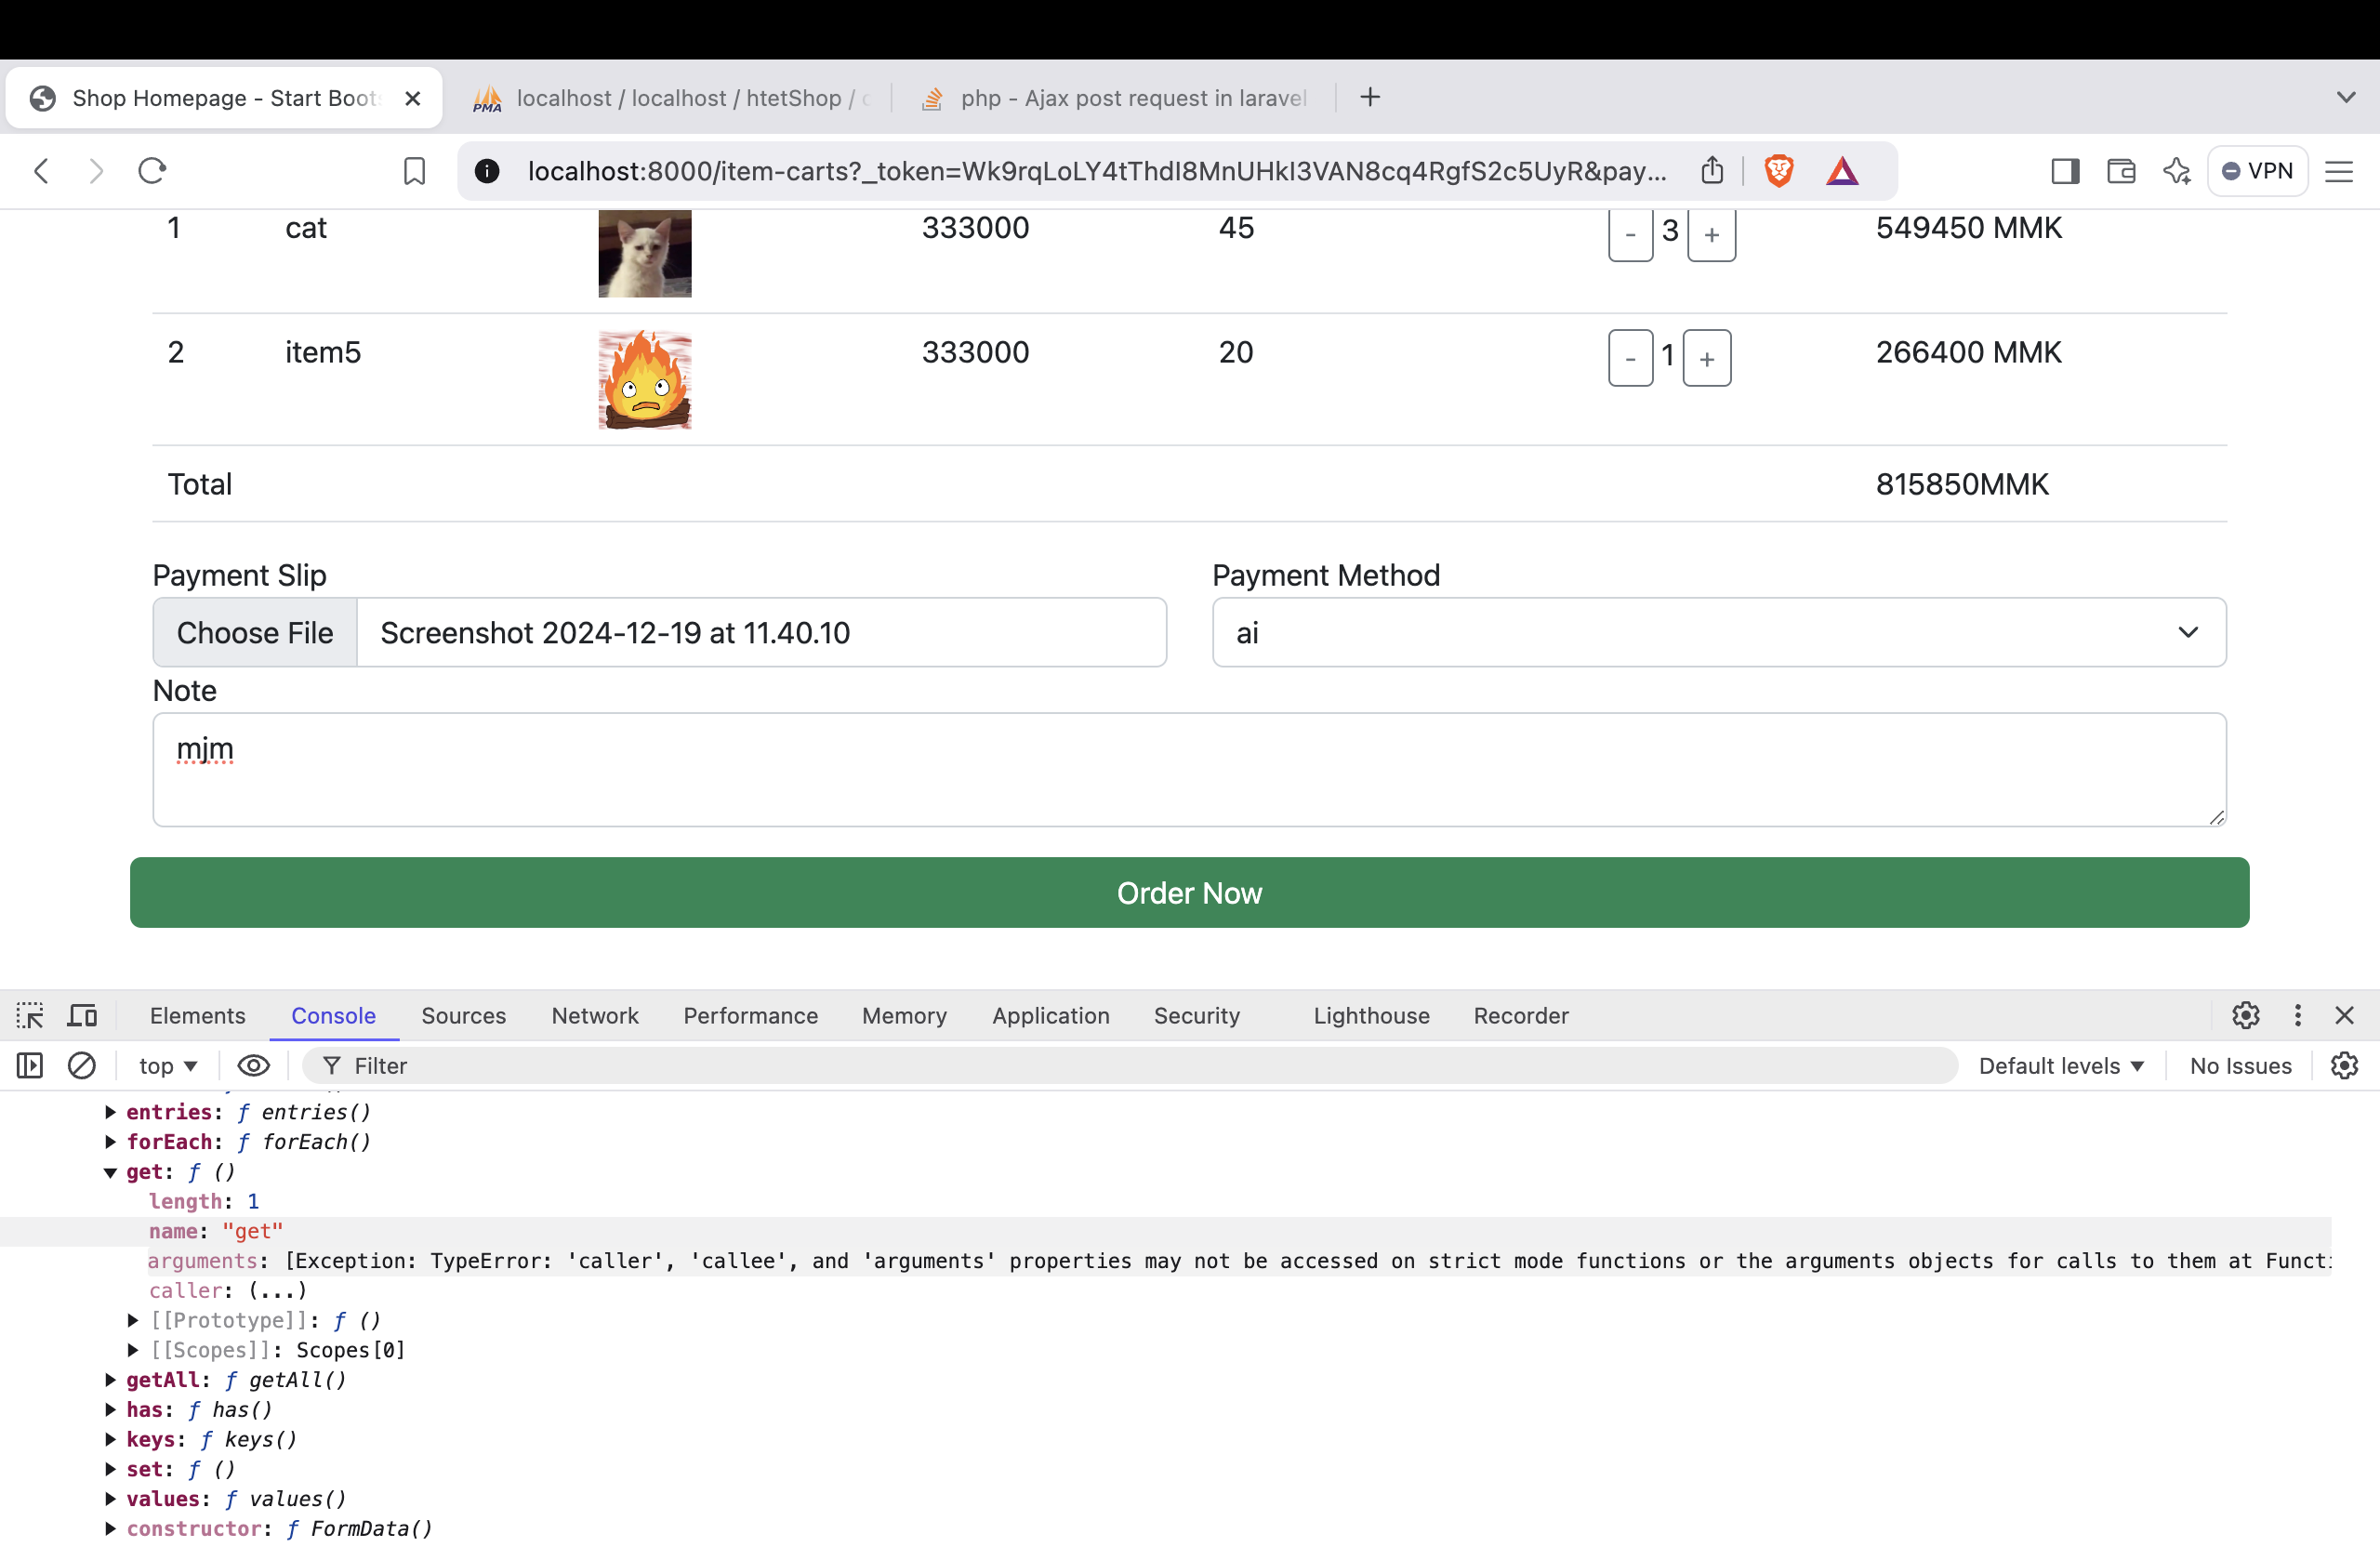 Shop Homepage - Start Boot
localhost / localhost / htetShop /
php - Ajax post request in laravel
localhost:8000/item-carts?_token=Wk9rqLoLY4tThdI8MnUHkI3VAN8cq4RgfS2c5UyR&pay...
VPN
1 cat 333000 45 - 3 + 549450 MMK
2 item5 333000 20 - 1 + 266400 MMK
Total 815850MMK
Payment Slip Payment Method
Choose File Screenshot 2024-12-19 at 11.40.10 ai
Note
mjm
Order Now
Elements Console Sources Network Performance Memory Application Security Lighthouse Recorder
top Filter Default levels No Issues
entries: ƒ entries()
forEach: ƒ forEach()
get: ƒ ()
length: 1
name: "get"
arguments: [Exception: TypeError: 'caller', 'callee', and 'arguments' properties may not be accessed on strict mode functions or the arguments objects for calls to them at Functi
caller: (...)
[[Prototype]]: ƒ ()
[[Scopes]]: Scopes[0]
getAll: ƒ getAll()
has: ƒ has()
keys: ƒ keys()
set: ƒ ()
values: ƒ values()
constructor: ƒ FormData()